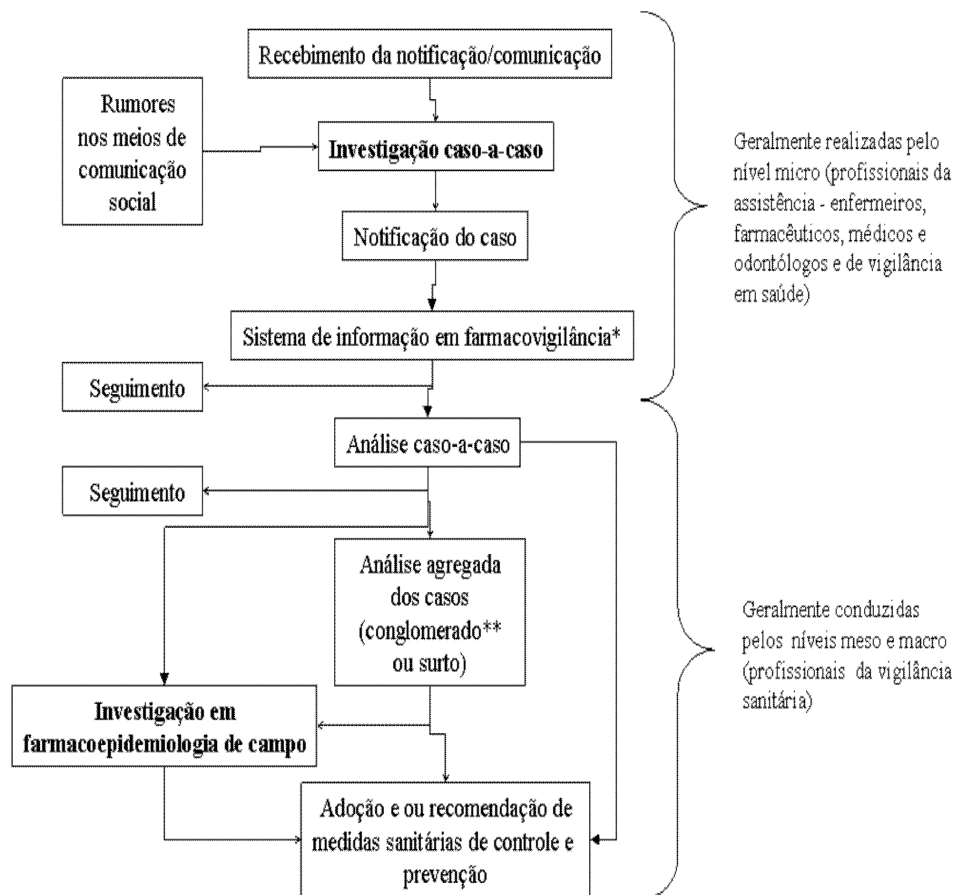 Recebimento da notificação/comunicação
Rumores
nos meios de
comunicação
social
Investigação caso-a-caso
Notificação do caso
Sistema de informação em farmacovigilância*
Geralmente realizadas pelo
nível micro (profissionais da
assistência - enfermeiros,
farmacêuticos, médicos e
odontólogos e de vigilância
em saúde)
Seguimento
Análise caso-a-caso
Seguimento
Análise agregada
dos casos
(conglomerado**
ou surto)
Geralmente conduzidas
pelos níveis meso e macro
(profissionais da vigilância
sanitária)
Investigação em
farmacoepidemiologia de campo
Adoção e ou recomendação de
medidas sanitárias de controle e
prevenção